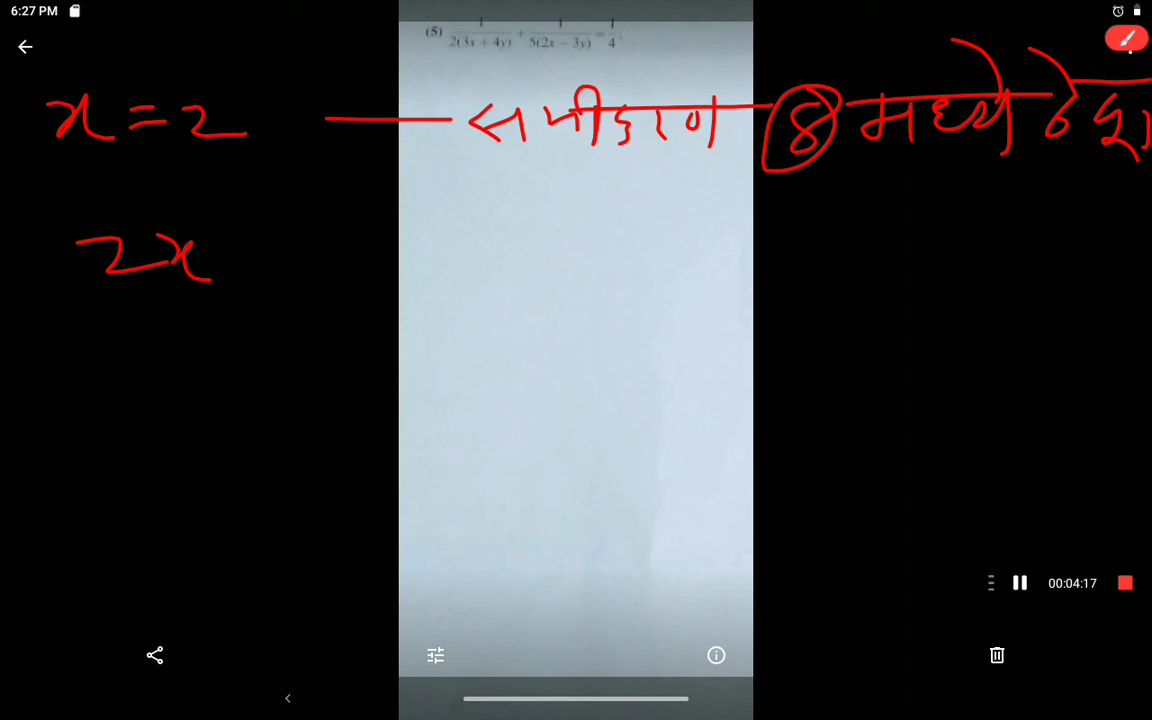 6:27 PM
(5) 1/2(3x + 4y) + 1/5(2x − 3y) = 1/4,
x = 2 — समीकरण ④ मध्ये
2x
00:04:17